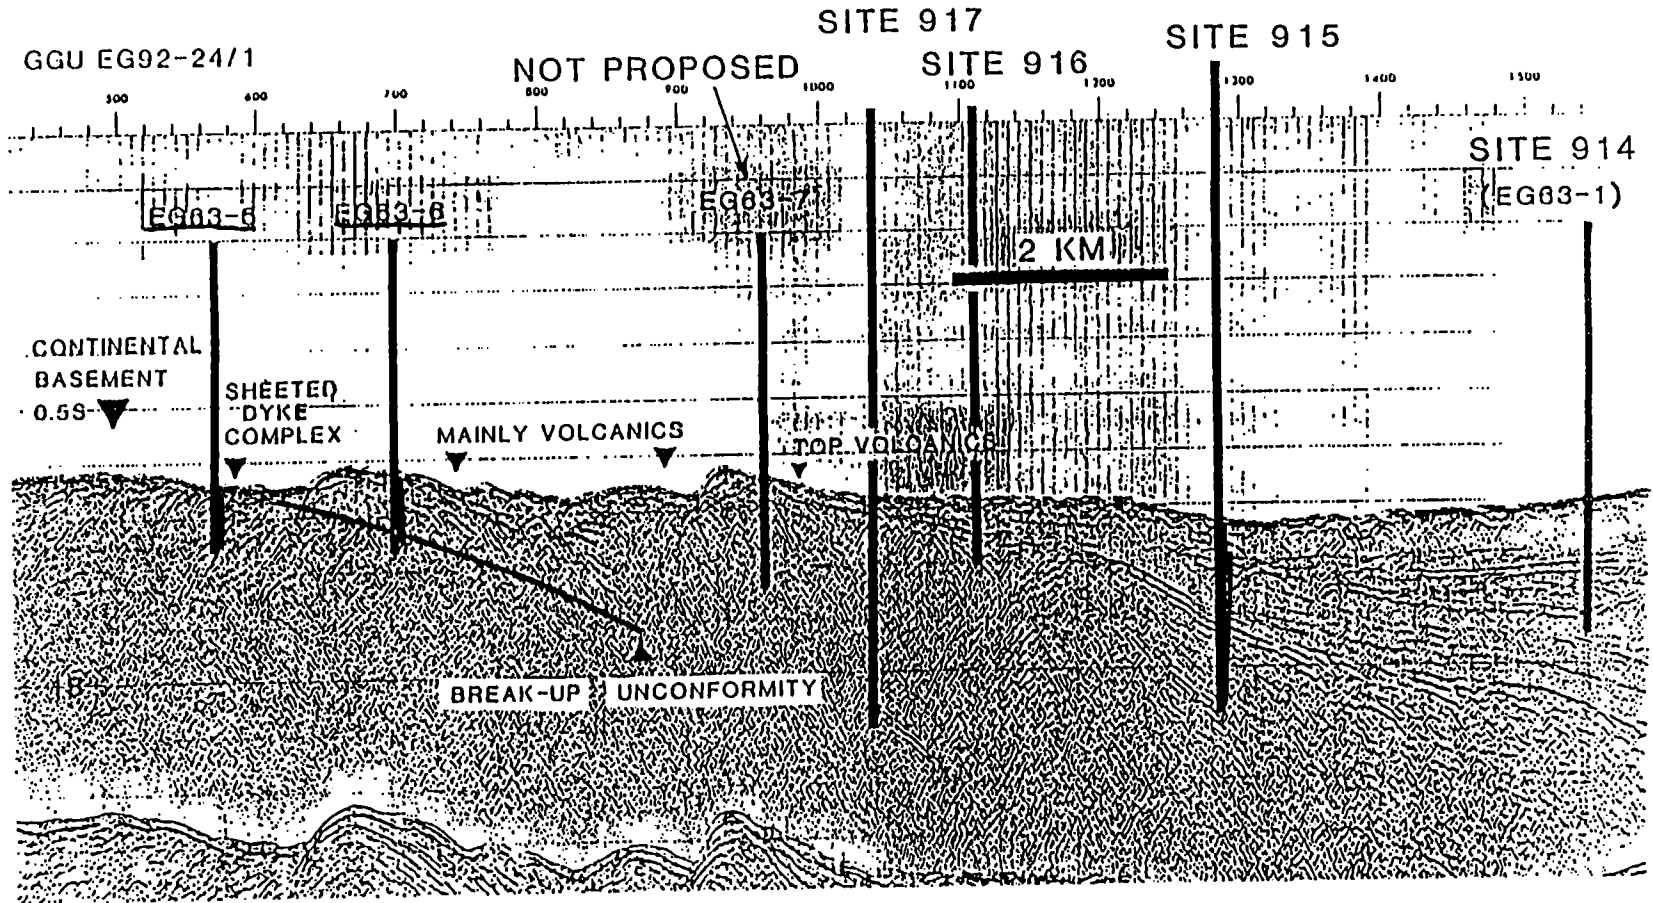 SITE 917
SITE 915
GGU EG92-24/1
NOT PROPOSED
SITE 916
500 600 700 800 900 1000 1100 1200 1300 1400 1500
SITE 914
(EG63-1)
EG63-6
EG63-7
2 KM
CONTINENTAL
BASEMENT
0.5S
SHEETED
DYKE
COMPLEX
MAINLY VOLCANICS
TOP VOLCANICS
BREAK-UP UNCONFORMITY